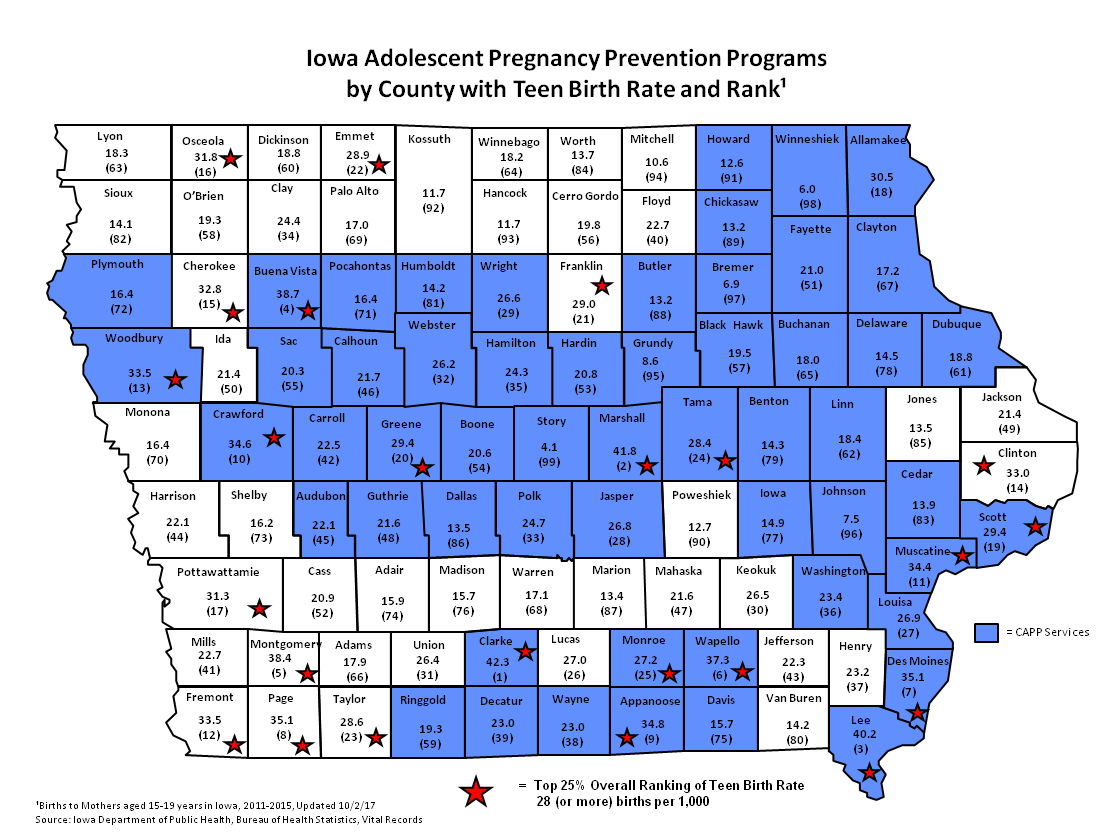 Iowa Adolescent Pregnancy Prevention Programs
by County with Teen Birth Rate and Rank¹
Lyon
18.3
(63)
Osceola
31.8
(16)
Dickinson
18.8
(60)
Emmet
28.9
(22)
Kossuth
11.7
(92)
Winnebago
18.2
(64)
Worth
13.7
(84)
Mitchell
10.6
(94)
Howard
12.6
(91)
Winneshiek
6.0
(98)
Allamakee
30.5
(18)
Sioux
14.1
(82)
O'Brien
19.3
(58)
Clay
24.4
(34)
Palo Alto
17.0
(69)
Hancock
11.7
(93)
Cerro Gordo
19.8
(56)
Floyd
22.7
(40)
Chickasaw
13.2
(89)
Fayette
21.0
(51)
Clayton
17.2
(67)
Plymouth
16.4
(72)
Cherokee
32.8
(15)
Buena Vista
38.7
(4)
Pocahontas
16.4
(71)
Humboldt
14.2
(81)
Wright
26.6
(29)
Franklin
29.0
(21)
Butler
13.2
(88)
Bremer
6.9
(97)
Woodbury
33.5
(13)
Ida
21.4
(50)
Sac
20.3
(55)
Calhoun
21.7
(46)
Webster
26.2
(32)
Hamilton
24.3
(35)
Hardin
20.8
(53)
Grundy
8.6
(95)
Black Hawk
19.5
(57)
Buchanan
18.0
(65)
Delaware
14.5
(78)
Dubuque
18.8
(61)
Monona
16.4
(70)
Crawford
34.6
(10)
Carroll
22.5
(42)
Greene
29.4
(20)
Boone
20.6
(54)
Story
4.1
(99)
Marshall
41.8
(2)
Tama
28.4
(24)
Benton
14.3
(79)
Linn
18.4
(62)
Jones
13.5
(85)
Jackson
21.4
(49)
Clinton
33.0
(14)
Harrison
22.1
(44)
Shelby
16.2
(73)
Audubon
22.1
(45)
Guthrie
21.6
(48)
Dallas
13.5
(86)
Polk
24.7
(33)
Jasper
26.8
(28)
Poweshiek
12.7
(90)
Iowa
14.9
(77)
Johnson
7.5
(96)
Cedar
13.9
(83)
Scott
29.4
(19)
Muscatine
34.4
(11)
Pottawattamie
31.3
(17)
Cass
20.9
(52)
Adair
15.9
(74)
Madison
15.7
(76)
Warren
17.1
(68)
Marion
13.4
(87)
Mahaska
21.6
(47)
Keokuk
26.5
(30)
Washington
23.4
(36)
Louisa
26.9
(27)
= CAPP Services
Mills
22.7
(41)
Montgomery
38.4
(5)
Adams
17.9
(66)
Union
26.4
(31)
Clarke
42.3
(1)
Lucas
27.0
(26)
Monroe
27.2
(25)
Wapello
37.3
(6)
Jefferson
22.3
(43)
Henry
23.2
(37)
Des Moines
35.1
(7)
Fremont
33.5
(12)
Page
35.1
(8)
Taylor
28.6
(23)
Ringgold
19.3
(59)
Decatur
23.0
(39)
Wayne
23.0
(38)
Appanoose
34.8
(9)
Davis
15.7
(75)
Van Buren
14.2
(80)
Lee
40.2
(3)
= Top 25% Overall Ranking of Teen Birth Rate
28 (or more) births per 1,000
¹Births to Mothers aged 15-19 years in Iowa, 2011-2015, Updated 10/2/17
Source: Iowa Department of Public Health, Bureau of Health Statistics, Vital Records